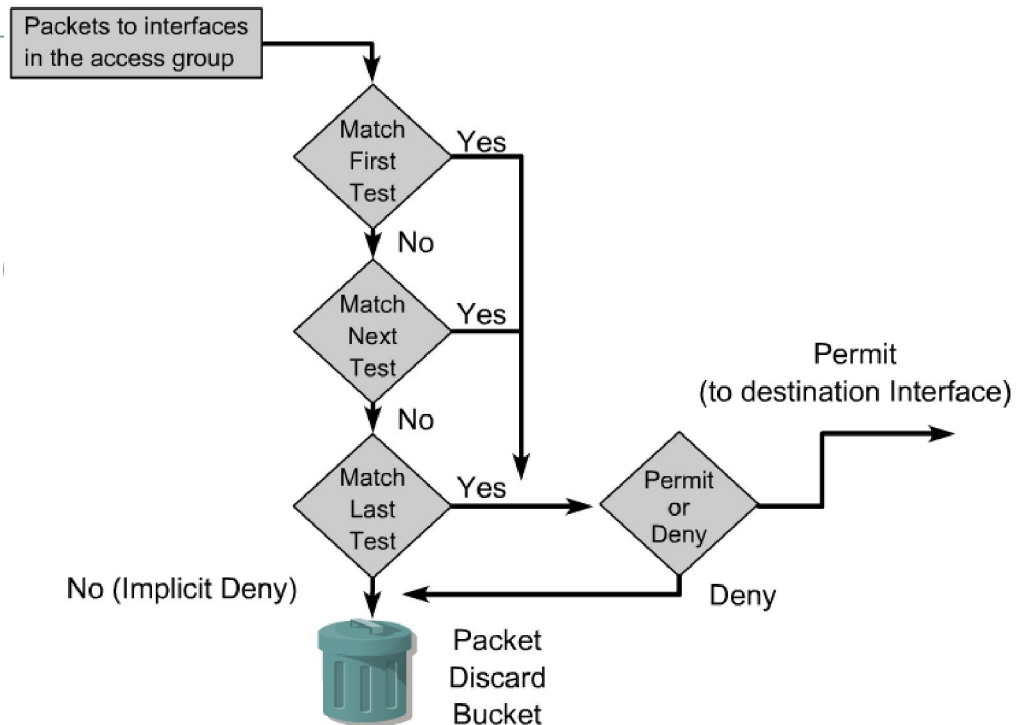 Packets to interfaces
in the access group
Match
First
Test
Yes
No
Match
Next
Test
Yes
No
Match
Last
Test
Yes
Permit
or
Deny
Permit
(to destination Interface)
No (Implicit Deny)
Deny
Packet
Discard
Bucket